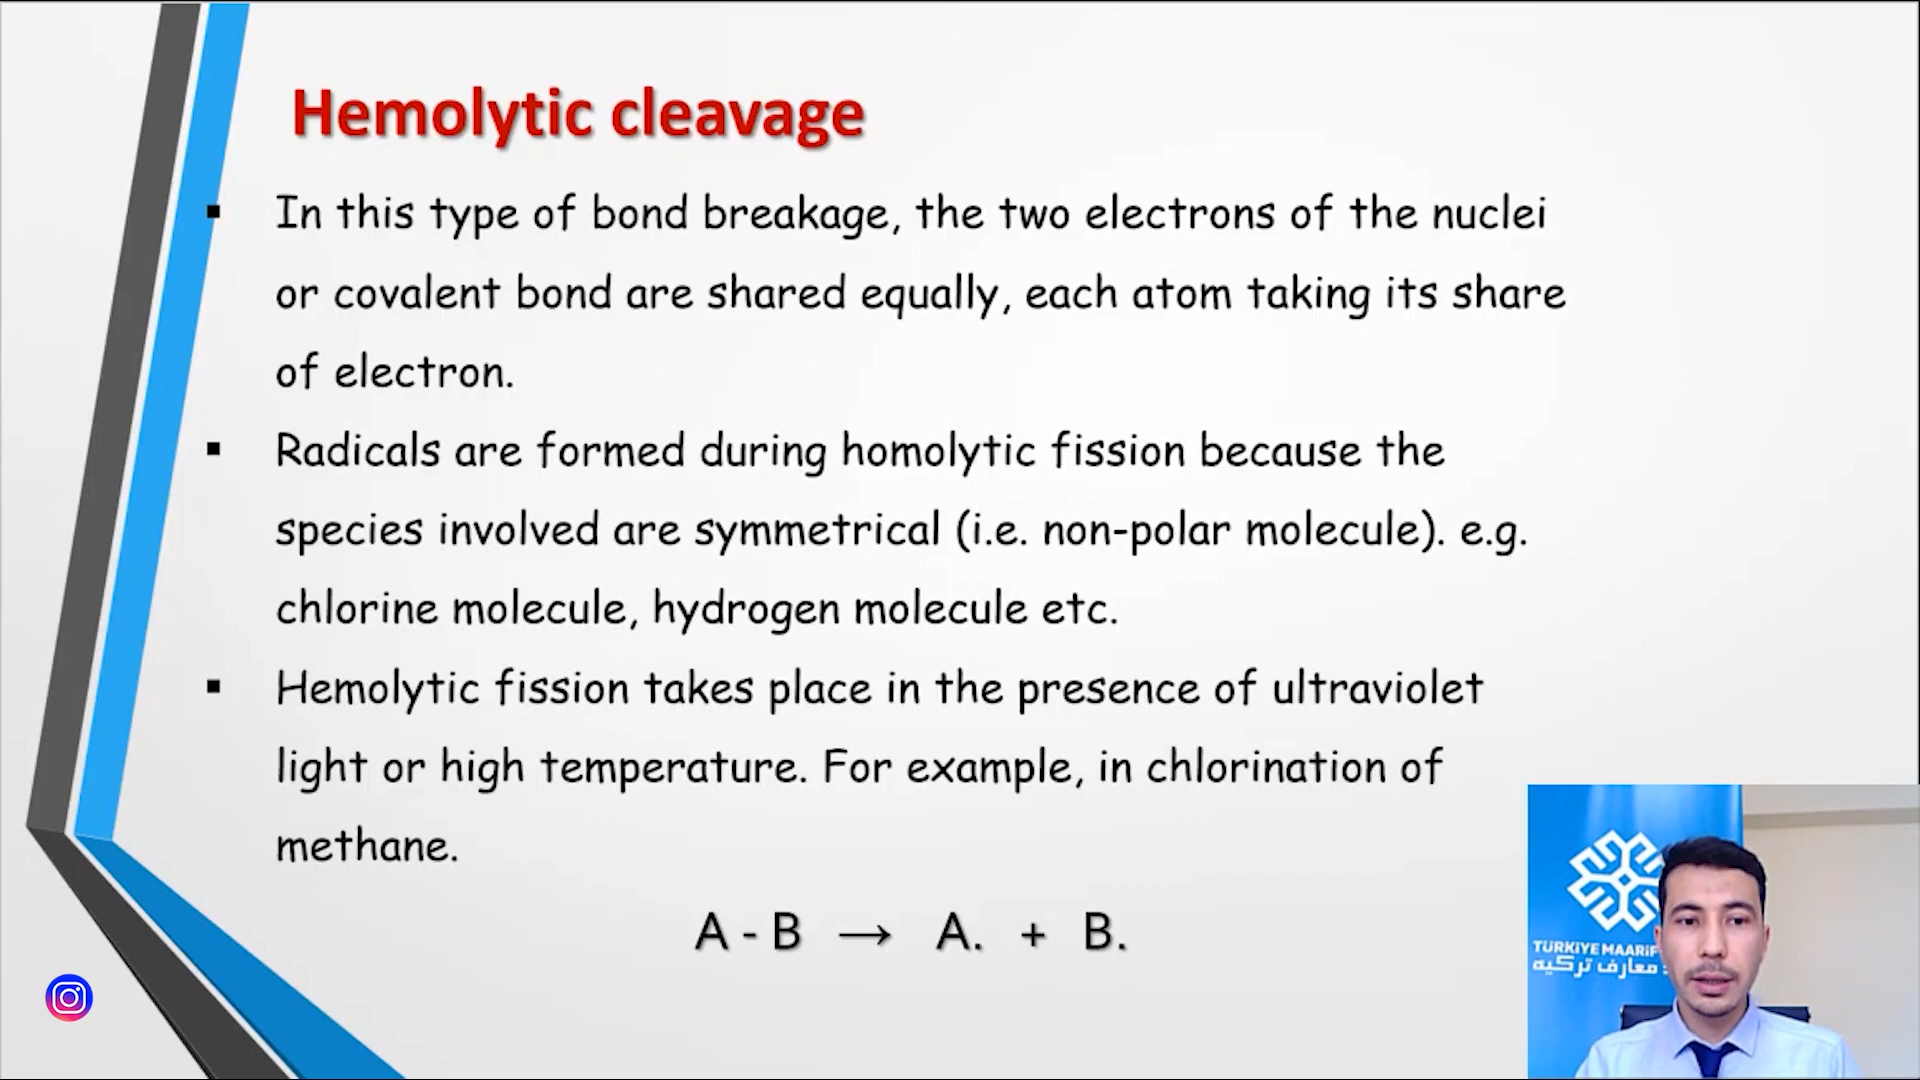 Hemolytic cleavage
▪ In this type of bond breakage, the two electrons of the nuclei
or covalent bond are shared equally, each atom taking its share
of electron.
▪ Radicals are formed during homolytic fission because the
species involved are symmetrical (i.e. non-polar molecule). e.g.
chlorine molecule, hydrogen molecule etc.
▪ Hemolytic fission takes place in the presence of ultraviolet
light or high temperature. For example, in chlorination of
methane.
A - B → A. + B.
TÜRKİYE MAARİF
معارف ترکیه